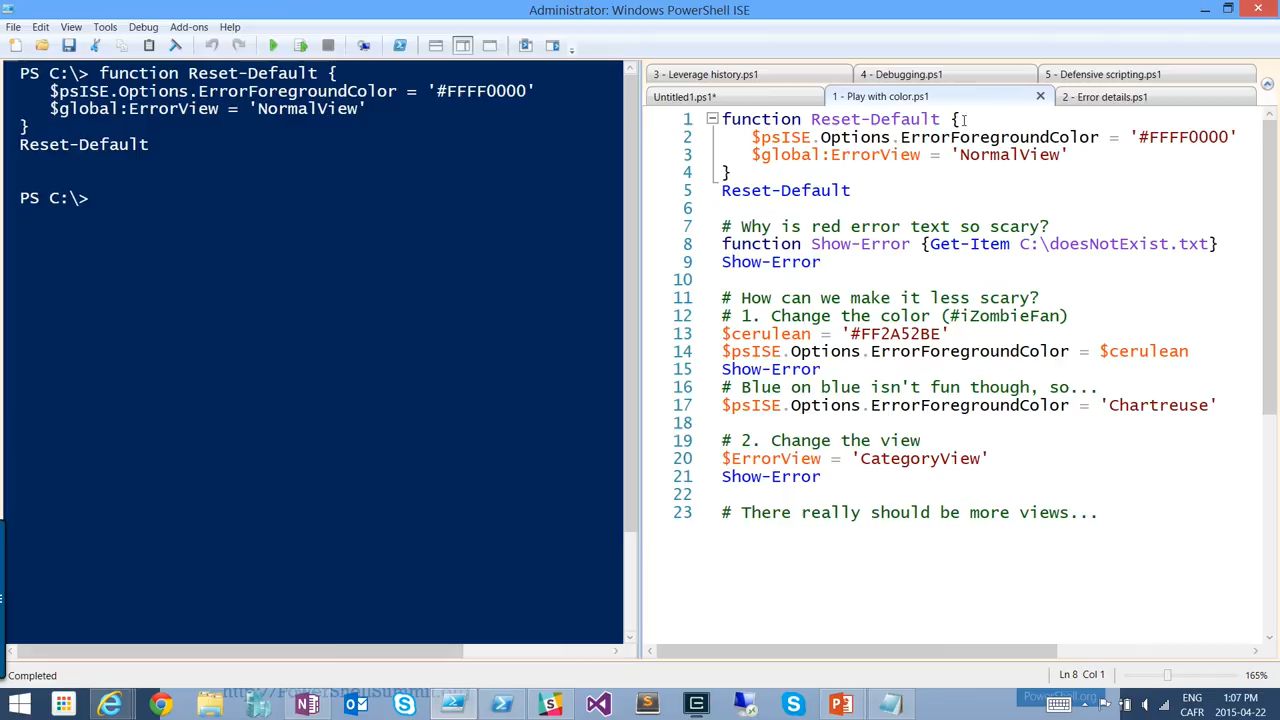 Administrator: Windows PowerShell ISE
File Edit View Tools Debug Add-ons Help
PS C:\> function Reset-Default {
$psISE.Options.ErrorForegroundColor = '#FFFF0000'
$global:ErrorView = 'NormalView'
}
Reset-Default
PS C:\>
3 - Leverage history.ps1 4 - Debugging.ps1 5 - Defensive scripting.ps1
Untitled1.ps1* 1 - Play with color.ps1 2 - Error details.ps1
1 function Reset-Default {
2 $psISE.Options.ErrorForegroundColor = '#FFFF0000'
3 $global:ErrorView = 'NormalView'
4 }
5 Reset-Default
6
7 # Why is red error text so scary?
8 function Show-Error {Get-Item C:\doesNotExist.txt}
9 Show-Error
10
11 # How can we make it less scary?
12 # 1. Change the color (#iZombieFan)
13 $cerulean = '#FF2A52BE'
14 $psISE.Options.ErrorForegroundColor = $cerulean
15 Show-Error
16 # Blue on blue isn't fun though, so...
17 $psISE.Options.ErrorForegroundColor = 'Chartreuse'
18
19 # 2. Change the view
20 $ErrorView = 'CategoryView'
21 Show-Error
22
23 # There really should be more views...
Completed
Ln 8 Col 1
165%
PowerShell.org
ENG
CAFR
1:07 PM
2015-04-22